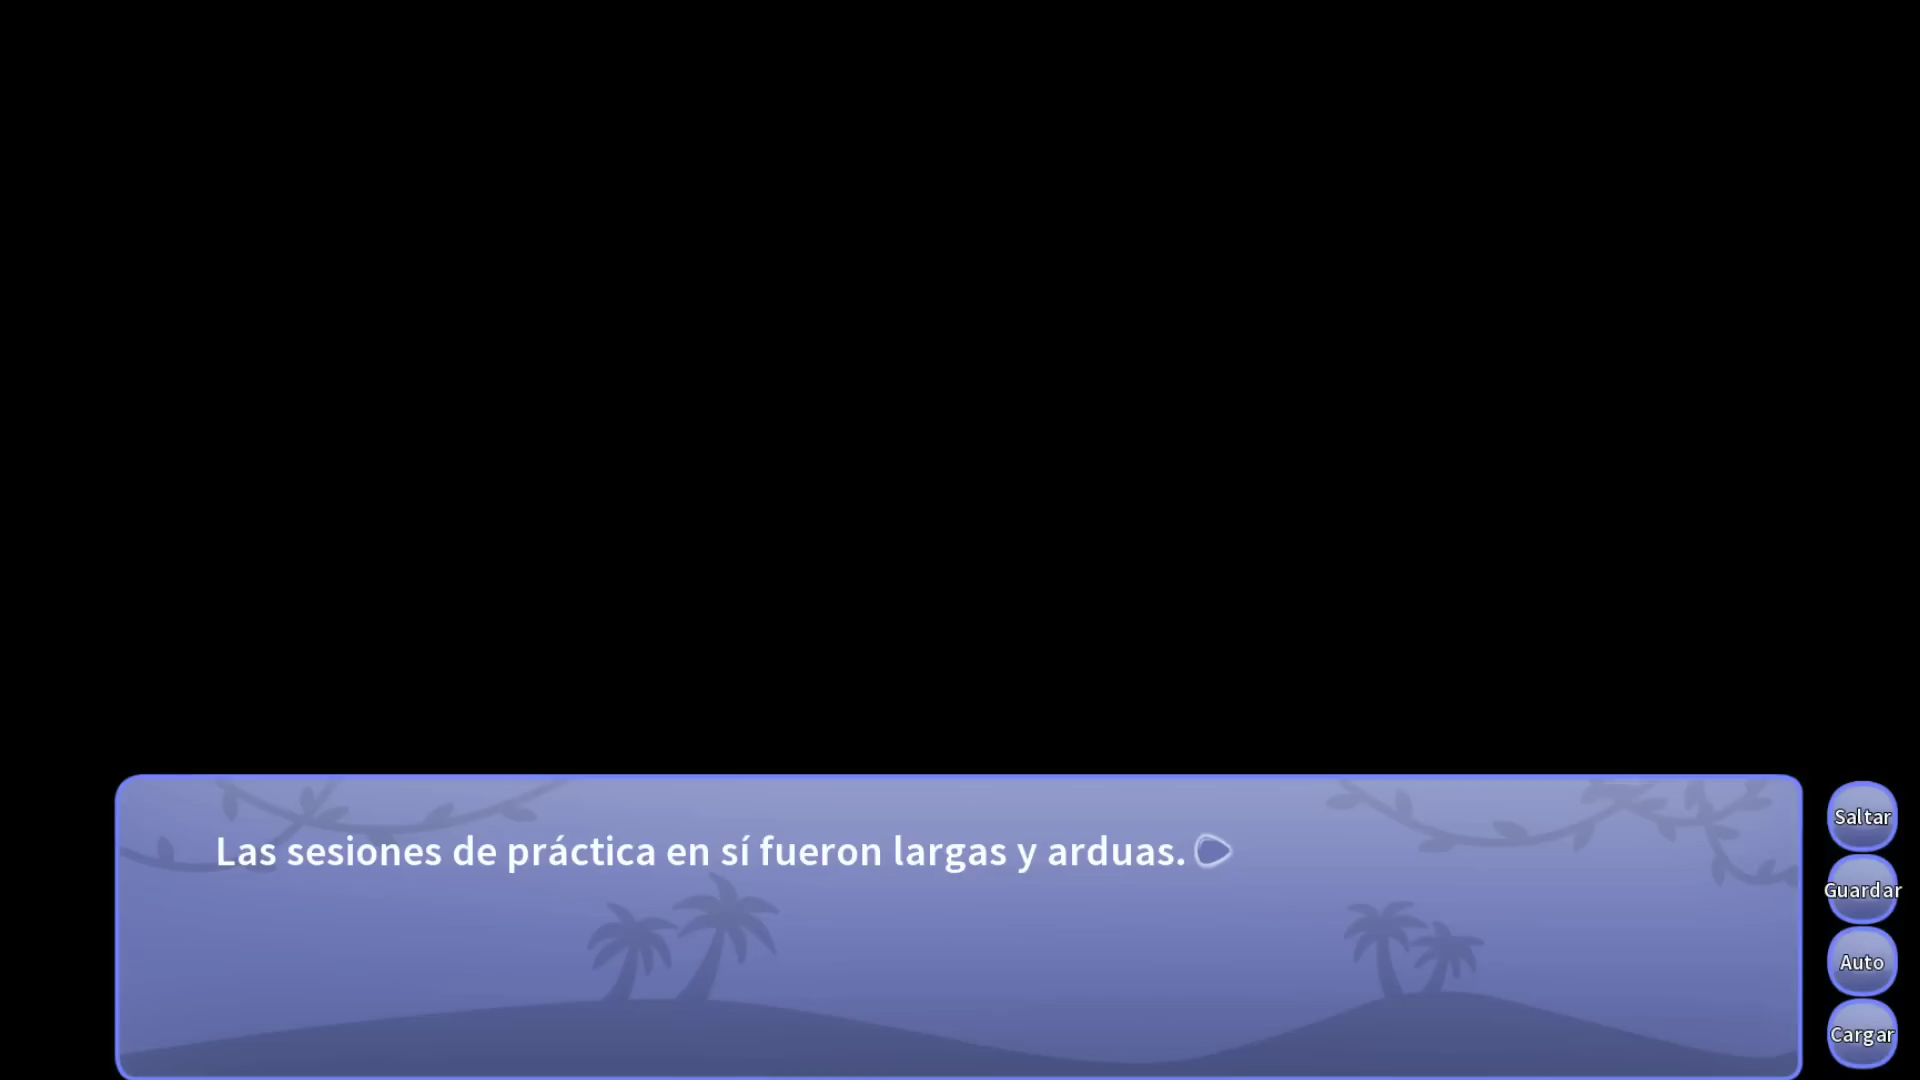 Las sesiones de práctica en sí fueron largas y arduas.
Saltar
Guardar
Auto
Cargar